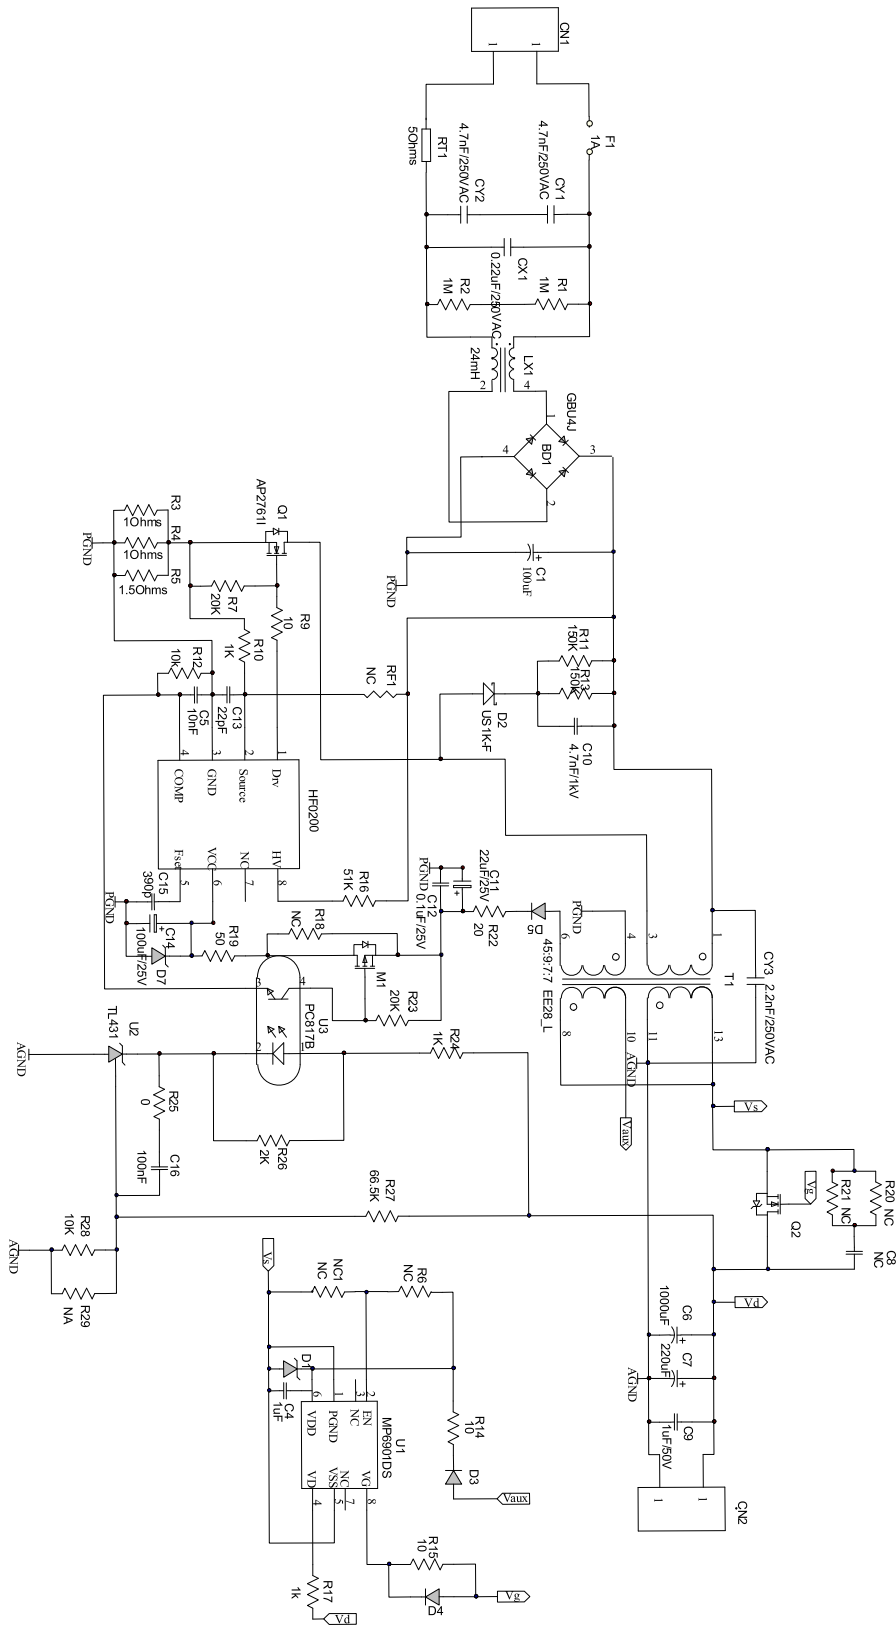 CN1
1
1
F1
1A
RT1
5Ohms
CY1
4.7nF/250VAC
CY2
4.7nF/250VAC
CX1
0.22uF/250VAC
R1
1M
R2
1M
LX1
24mH
2
4
GBU4J
BD1
1
2
3
4
C1
100uF
PGND
R11
150K
R13
150K
C10
4.7nF/1kV
D2
US1K-F
RF1
NC
Q1
AP2761I
R3
1Ohms
R4
1Ohms
R5
1.5Ohms
PGND
R7
20K
R9
10
R10
1K
R12
10k
C5
10nF
C13
22pF
HF0200
1
Drv
2
Source
3
GND
4
COMP
HV
8
NC
7
VCC
6
Fset
5
R16
51K
C15
390p
C14
100uF/25V
PGND
D7
R19
50
R18
NC
M1
R23
20K
C11
22uF/25V
C12
0.1uF/25V
PGND
R22
20
D5
PGND
T1
45:9:7:7 EE28_L
1
3
4
6
13
11
10
8
CY3
2.2nF/250VAC
AGND
Vaux
Vs
U3
PC817B
3
4
2
1
R24
1K
R26
2K
U2
TL431
AGND
R25
0
C16
100nF
R27
66.5K
R28
10K
R29
NA
AGND
R20
NC
R21
NC
C8
NC
Vg
Q2
Vd
C6
1000uF
C7
220uF
AGND
C9
1uF/50V
CN2
1
1
Vs
NC1
NC
R6
NC
D1
C4
1uF
R14
10
D3
Vaux
U1
MP6901DS
2
EN
3
NC
1
PGND
6
VDD
VG
8
NC
7
VSS
5
VD
4
R15
10
D4
Vg
R17
1k
Vd